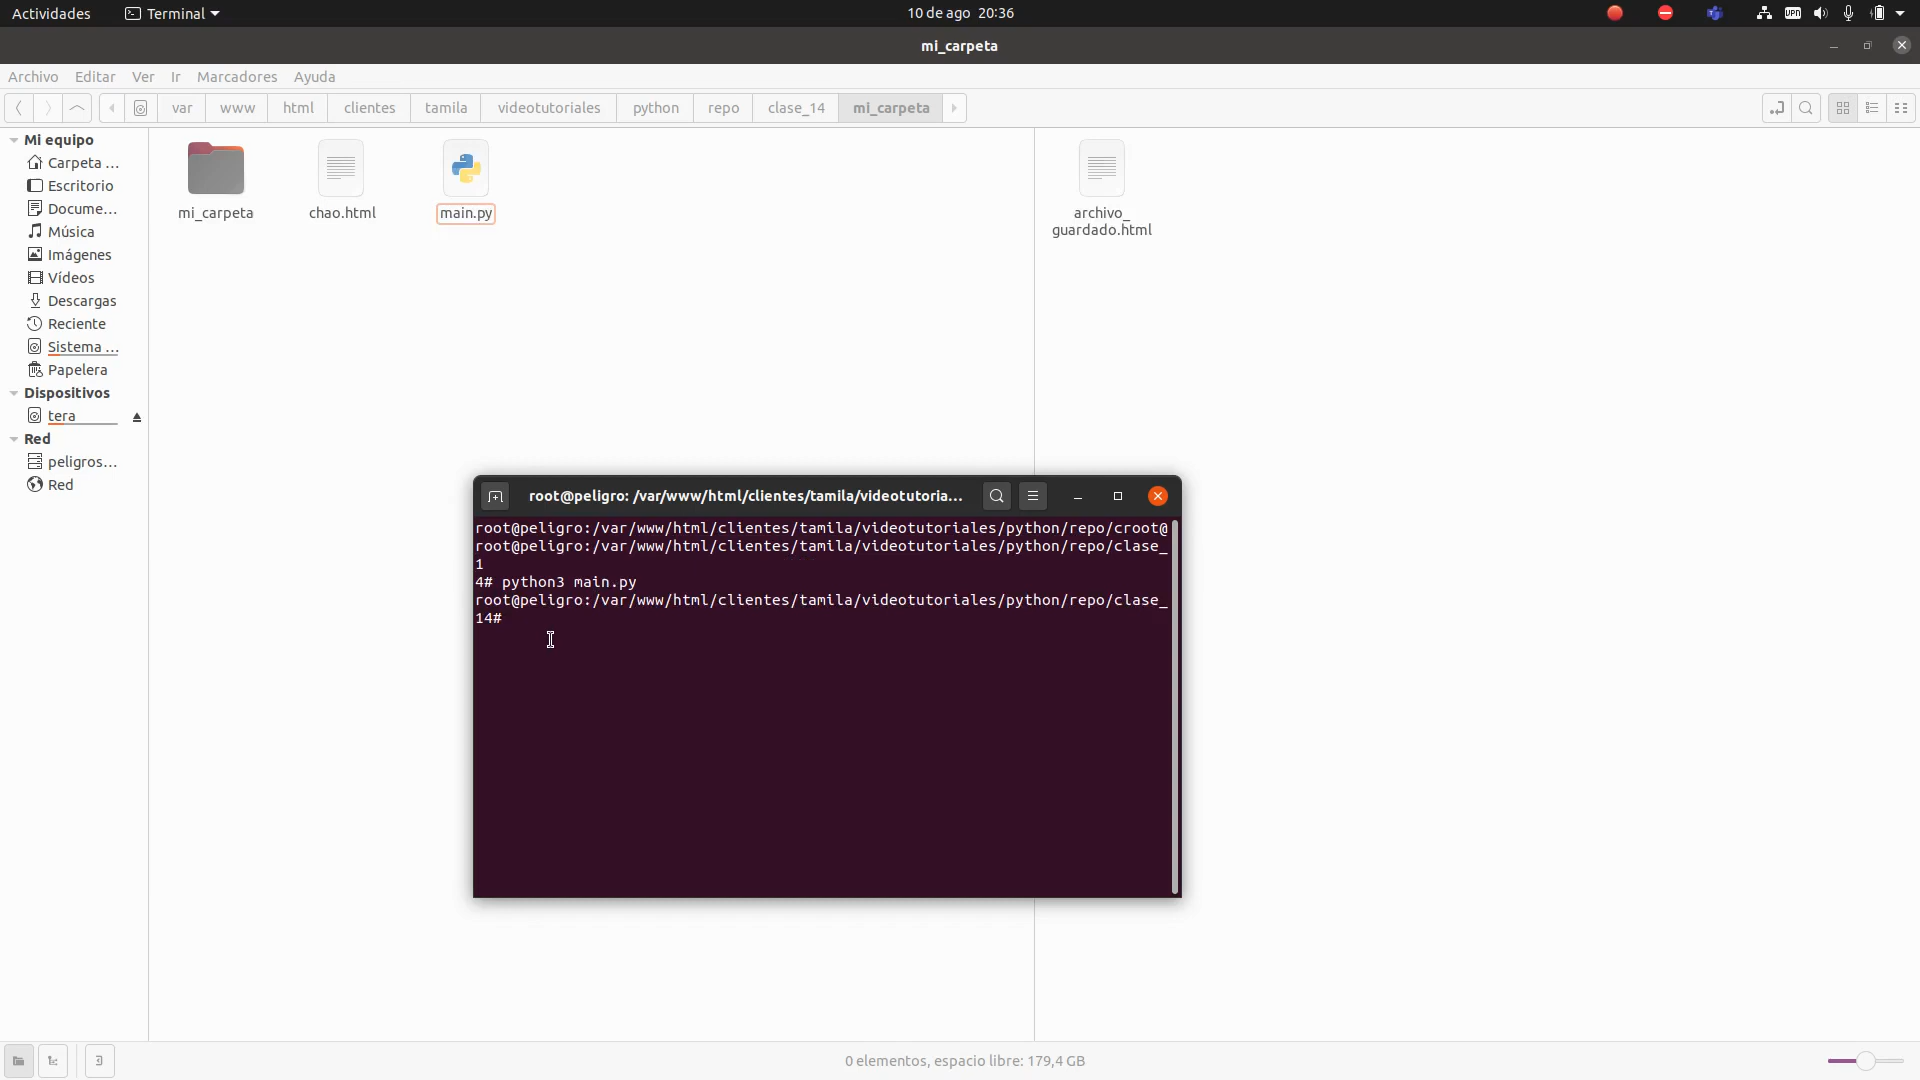 Actividades
Terminal
10 de ago 20:36
VPN
mi_carpeta
Archivo Editar Ver Ir Marcadores Ayuda
var www html clientes tamila videotutoriales python repo clase_14 mi_carpeta
Mi equipo
Carpeta ...
Escritorio
Docume...
Música
Imágenes
Vídeos
Descargas
Reciente
Sistema ...
Papelera
Dispositivos
tera
Red
peligros...
Red
mi_carpeta
chao.html
main.py
archivo_
guardado.html
root@peligro: /var/www/html/clientes/tamila/videotutoria...
root@peligro:/var/www/html/clientes/tamila/videotutoriales/python/repo/croot@
root@peligro:/var/www/html/clientes/tamila/videotutoriales/python/repo/clase_
1
4# python3 main.py
root@peligro:/var/www/html/clientes/tamila/videotutoriales/python/repo/clase_
14#
0 elementos, espacio libre: 179,4 GB